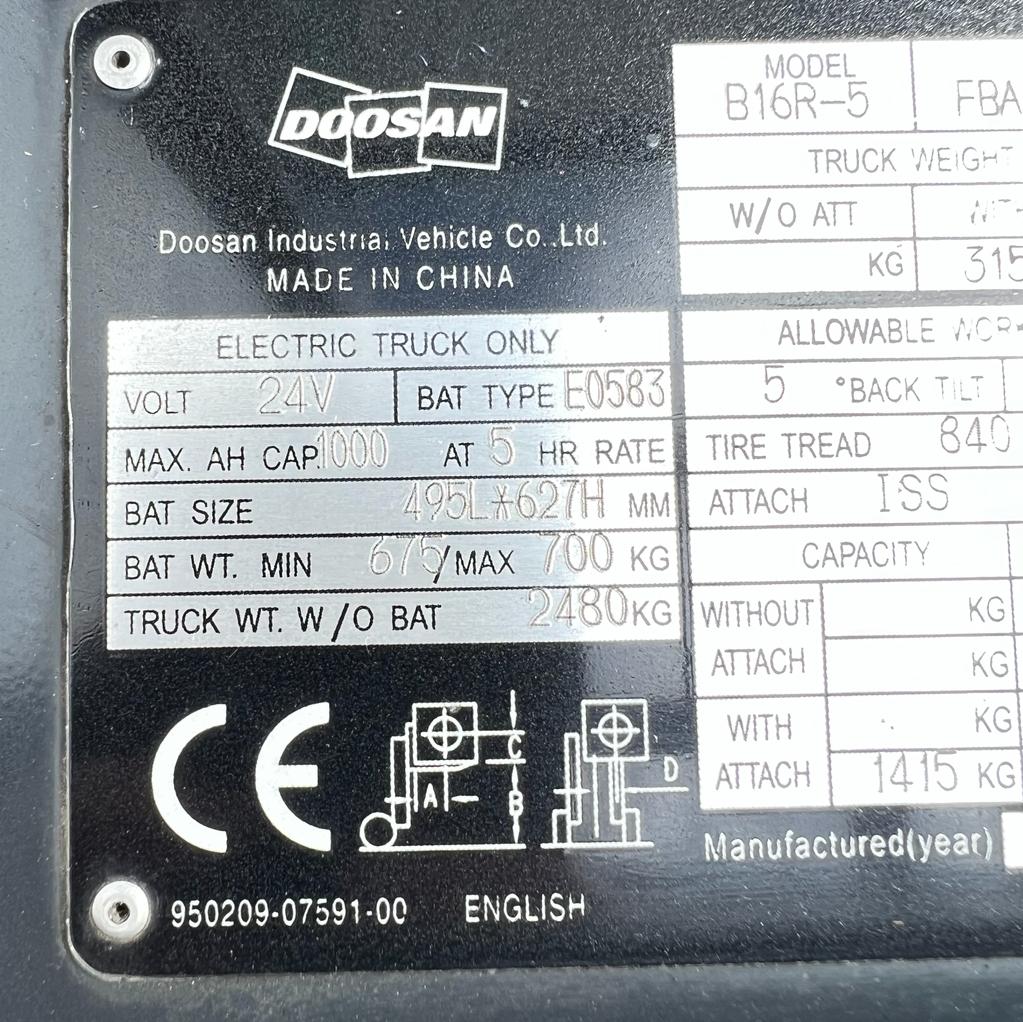 DOOSAN
Doosan Industrial Vehicle Co.,Ltd.
MADE IN CHINA
ELECTRIC TRUCK ONLY
VOLT 24V BAT TYPE E0583
MAX. AH CAP. 1000 AT 5 HR RATE
BAT SIZE 495L*627H MM
BAT WT. MIN 675/MAX 700 KG
TRUCK WT. W/O BAT 2480 KG
CE
A C B D
950209-07591-00 ENGLISH
MODEL
B16R-5 FBA
TRUCK WEIGHT
W/O ATT
KG 315
ALLOWABLE
5 °BACK TILT
TIRE TREAD 840
ATTACH ISS
CAPACITY
WITHOUT KG
ATTACH KG
WITH KG
ATTACH 1415 KG
Manufactured(year)